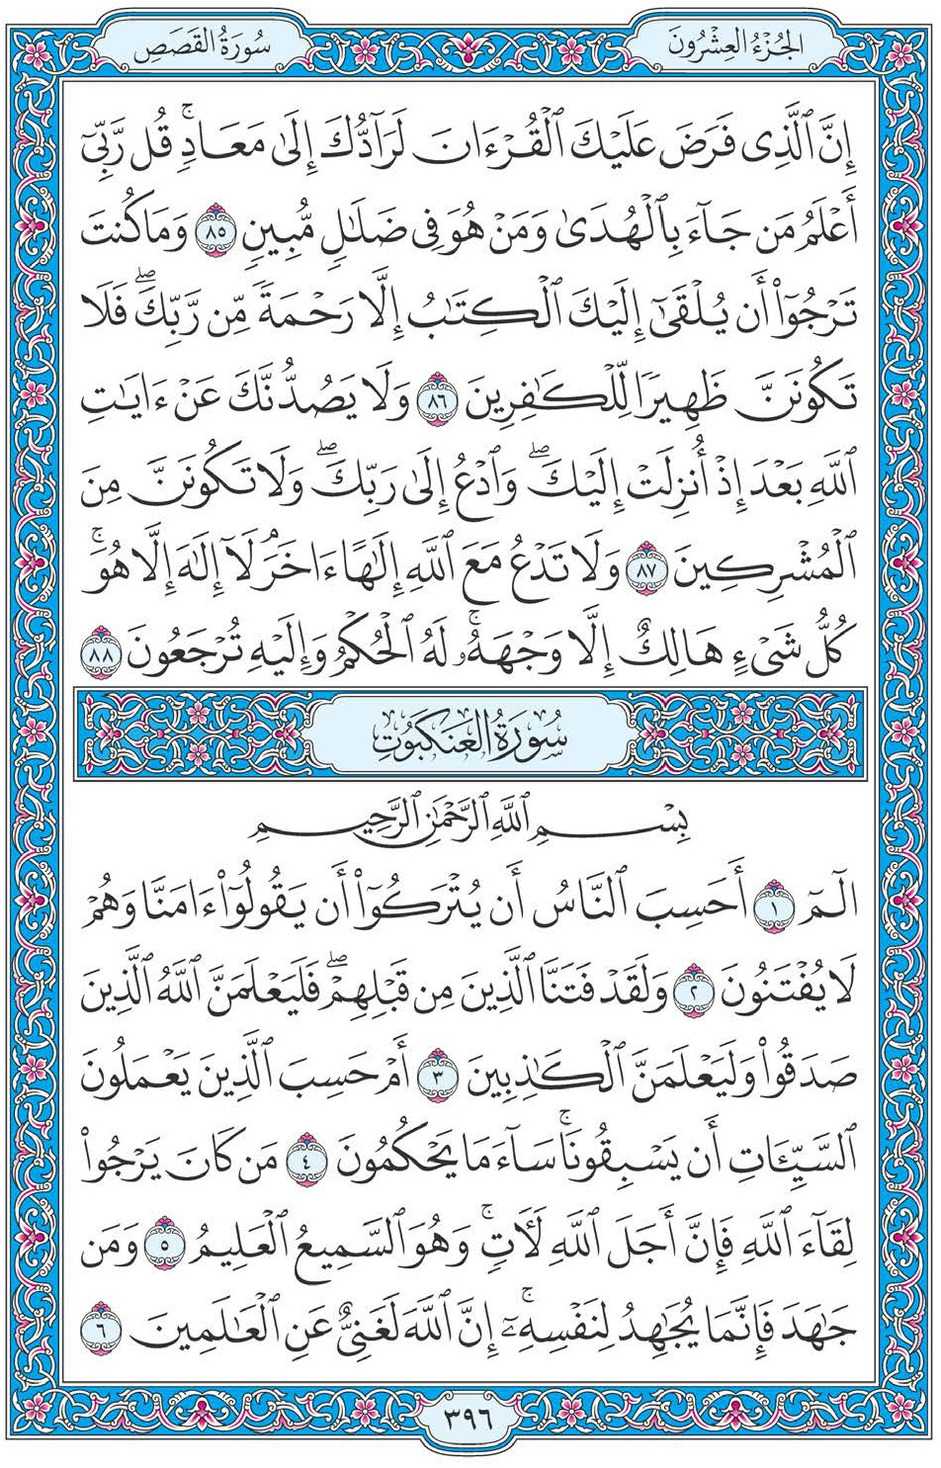 الجُزْءُ العِشْرُونَ
سُورَةُ القَصَصِ
إِنَّ ٱلَّذِى فَرَضَ عَلَيْكَ ٱلْقُرْءَانَ لَرَآدُّكَ إِلَىٰ مَعَادٍۚ قُل رَّبِّىٓ
أَعْلَمُ مَن جَآءَ بِٱلْهُدَىٰ وَمَنْ هُوَ فِى ضَلَـٰلٍ مُّبِينٍ ٨٥ وَمَا كُنتَ
تَرْجُوٓا۟ أَن يُلْقَىٰٓ إِلَيْكَ ٱلْكِتَـٰبُ إِلَّا رَحْمَةً مِّن رَّبِّكَۖ فَلَا
تَكُونَنَّ ظَهِيرًا لِّلْكَـٰفِرِينَ ٨٦ وَلَا يَصُدُّنَّكَ عَنْ ءَايَـٰتِ
ٱللَّهِ بَعْدَ إِذْ أُنزِلَتْ إِلَيْكَۖ وَٱدْعُ إِلَىٰ رَبِّكَۖ وَلَا تَكُونَنَّ مِنَ
ٱلْمُشْرِكِينَ ٨٧ وَلَا تَدْعُ مَعَ ٱللَّهِ إِلَـٰهًا ءَاخَرَۘ لَآ إِلَـٰهَ إِلَّا هُوَۚ
كُلُّ شَىْءٍ هَالِكٌ إِلَّا وَجْهَهُۥۚ لَهُ ٱلْحُكْمُ وَإِلَيْهِ تُرْجَعُونَ ٨٨
سُورَةُ العَنكَبُوتِ
بِسْمِ ٱللَّهِ ٱلرَّحْمَـٰنِ ٱلرَّحِيمِ
الٓمٓ ١ أَحَسِبَ ٱلنَّاسُ أَن يُتْرَكُوٓا۟ أَن يَقُولُوٓا۟ ءَامَنَّا وَهُمْ
لَا يُفْتَنُونَ ٢ وَلَقَدْ فَتَنَّا ٱلَّذِينَ مِن قَبْلِهِمْۖ فَلَيَعْلَمَنَّ ٱللَّهُ ٱلَّذِينَ
صَدَقُوا۟ وَلَيَعْلَمَنَّ ٱلْكَـٰذِبِينَ ٣ أَمْ حَسِبَ ٱلَّذِينَ يَعْمَلُونَ
ٱلسَّيِّـَٔاتِ أَن يَسْبِقُونَاۚ سَآءَ مَا يَحْكُمُونَ ٤ مَن كَانَ يَرْجُوا۟
لِقَآءَ ٱللَّهِ فَإِنَّ أَجَلَ ٱللَّهِ لَـَٔاتٍۚ وَهُوَ ٱلسَّمِيعُ ٱلْعَلِيمُ ٥ وَمَن
جَـٰهَدَ فَإِنَّمَا يُجَـٰهِدُ لِنَفْسِهِۦٓۚ إِنَّ ٱللَّهَ لَغَنِىٌّ عَنِ ٱلْعَـٰلَمِينَ ٦
٣٩٦